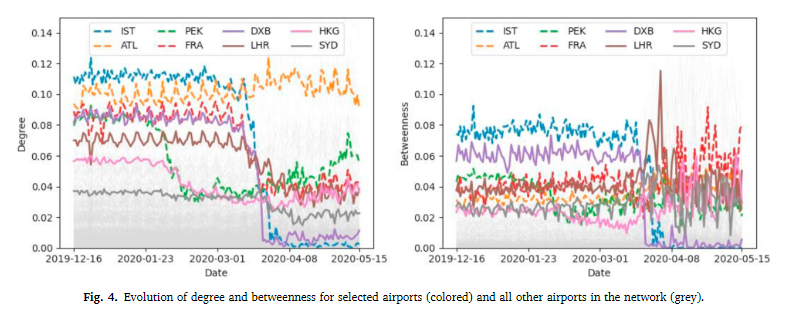 IST PEK DXB HKG
ATL FRA LHR SYD
0.14
0.12
0.10
0.08
0.06
0.04
0.02
0.00
Degree
2019-12-16 2020-01-23 2020-03-01 2020-04-08 2020-05-15
Date
IST PEK DXB HKG
ATL FRA LHR SYD
0.14
0.12
0.10
0.08
0.06
0.04
0.02
0.00
Betweenness
2019-12-16 2020-01-23 2020-03-01 2020-04-08 2020-05-15
Date
Fig. 4. Evolution of degree and betweenness for selected airports (colored) and all other airports in the network (grey).